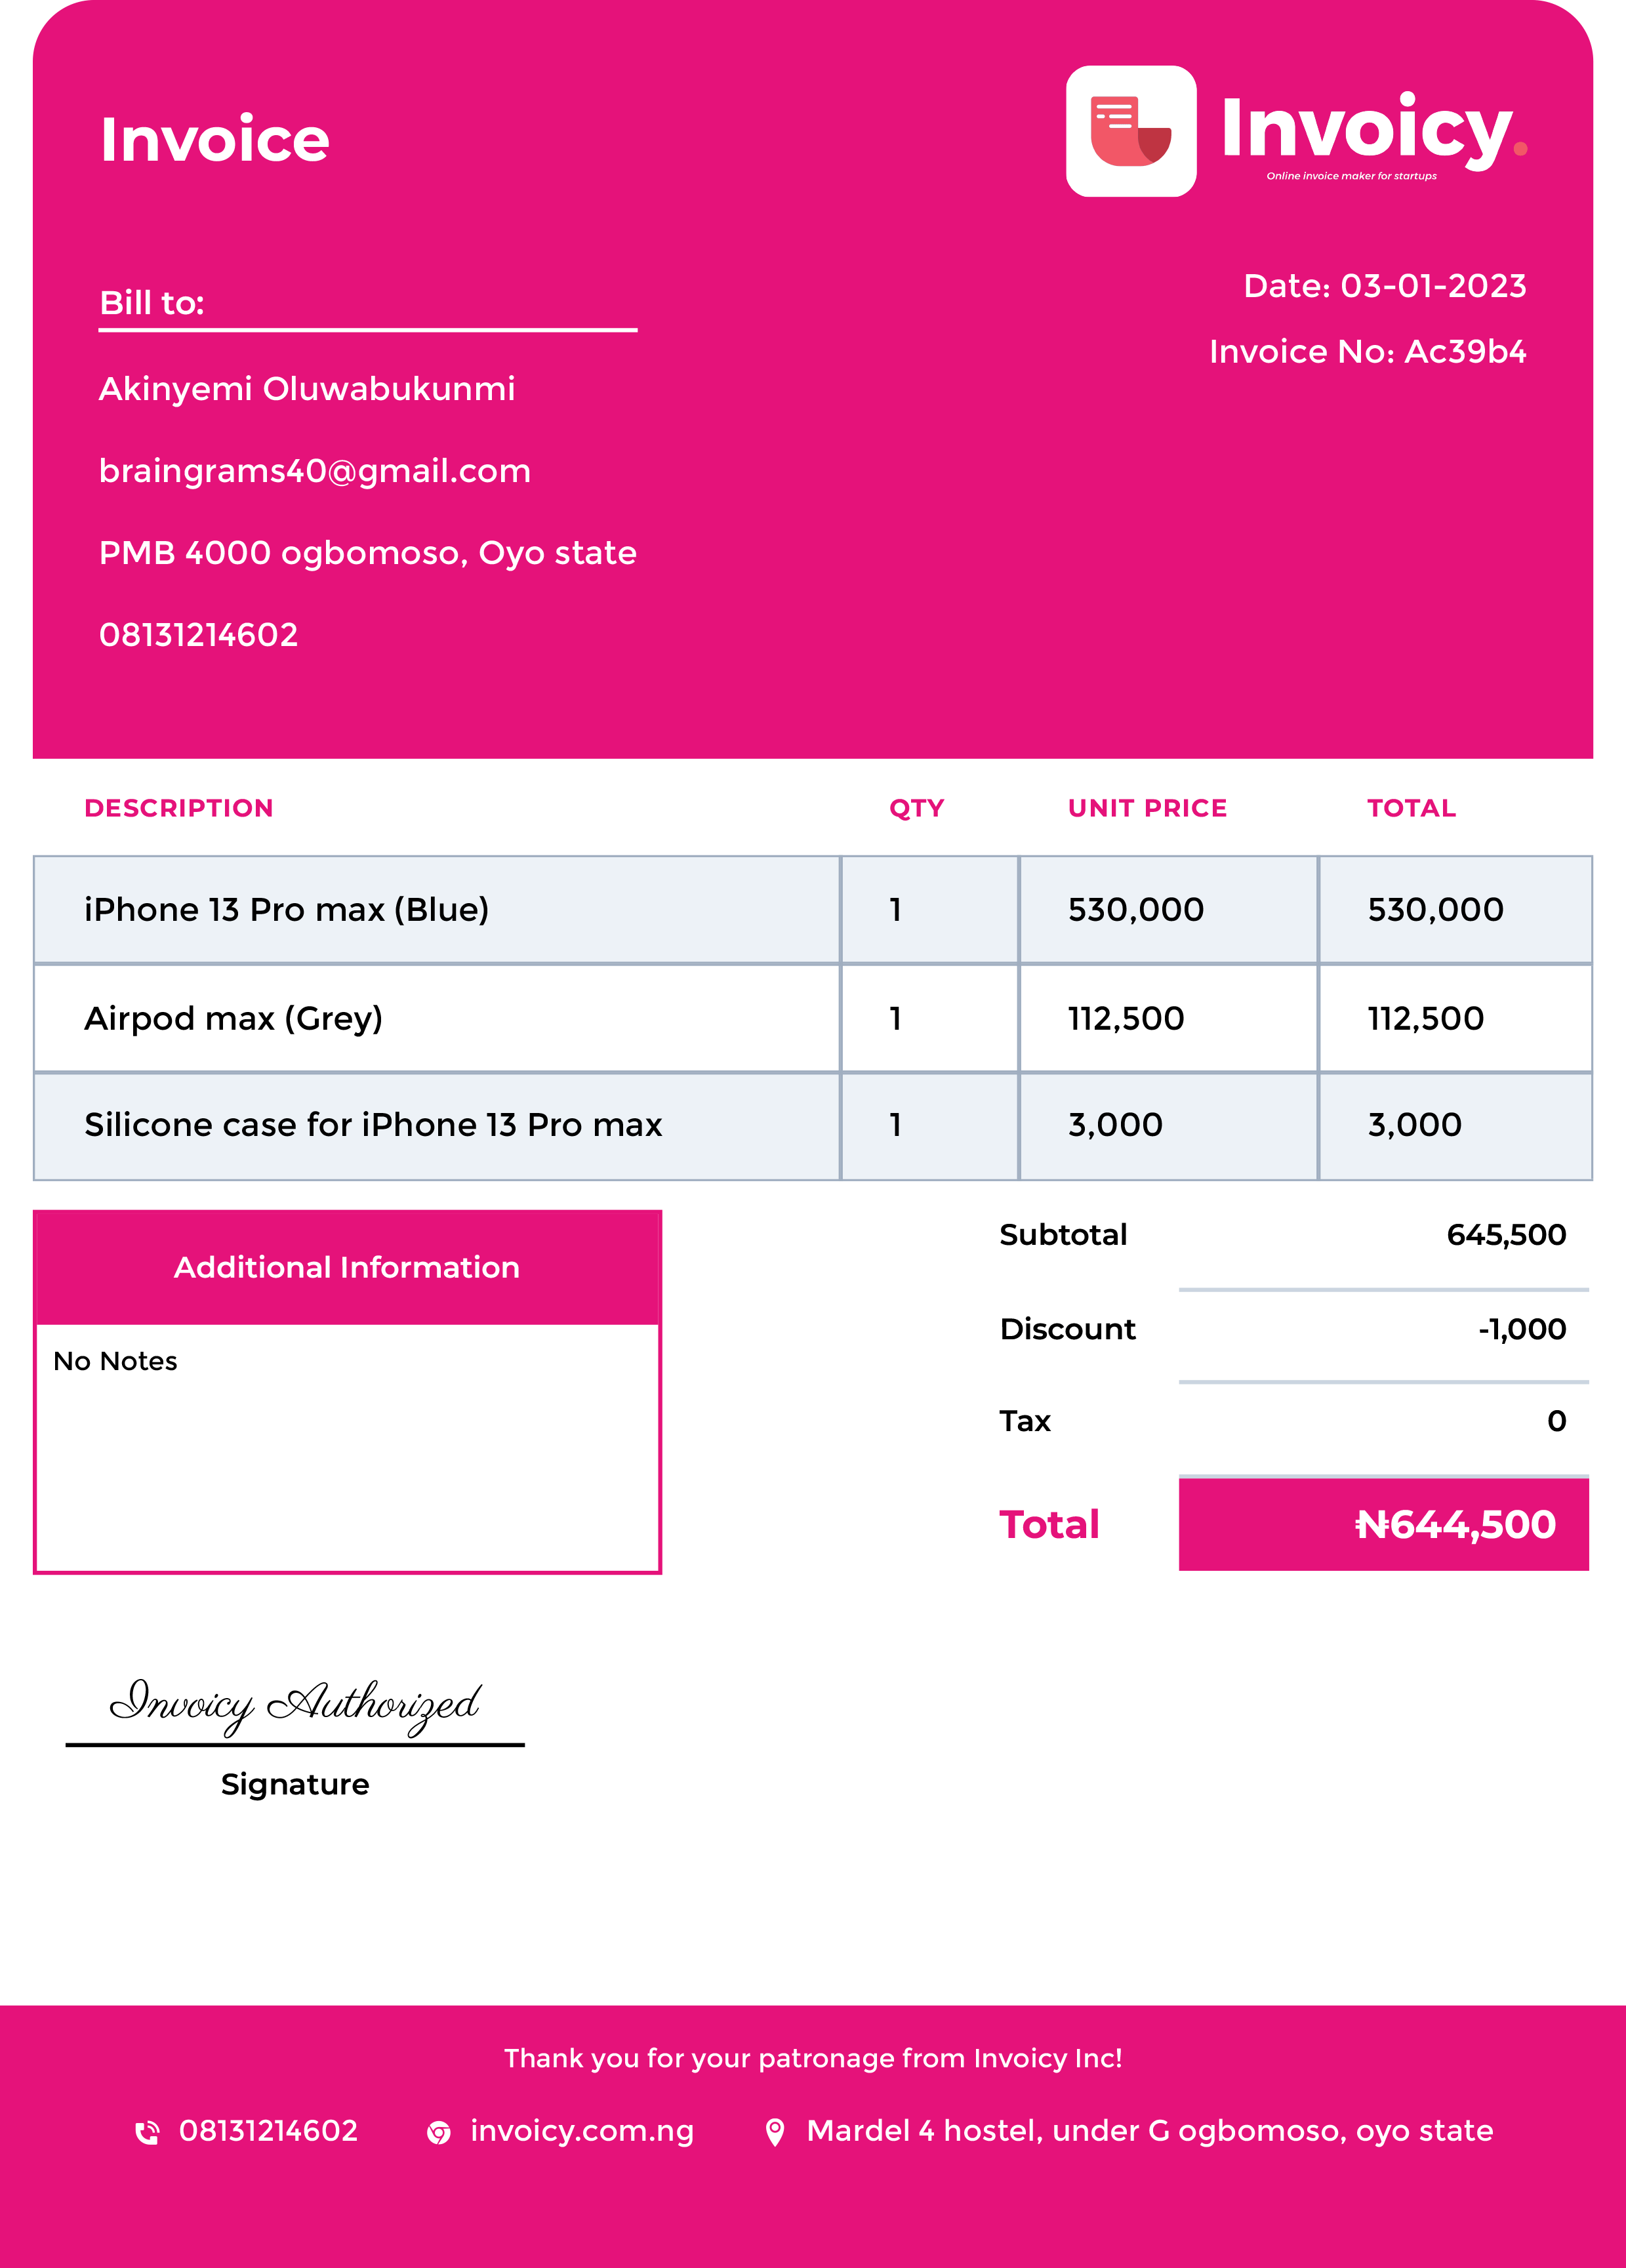 Invoice
Invoicy.
Online invoice maker for startups
Date: 03-01-2023
Invoice No: Ac39b4
Bill to:
Akinyemi Oluwabukunmi
braingrams40@gmail.com
PMB 4000 ogbomoso, Oyo state
08131214602
DESCRIPTION QTY UNIT PRICE TOTAL
iPhone 13 Pro max (Blue) 1 530,000 530,000
Airpod max (Grey) 1 112,500 112,500
Silicone case for iPhone 13 Pro max 1 3,000 3,000
Additional Information
No Notes
Subtotal 645,500
Discount -1,000
Tax 0
Total ₦644,500
Invoicy Authorized
Signature
Thank you for your patronage from Invoicy Inc!
08131214602 invoicy.com.ng Mardel 4 hostel, under G ogbomoso, oyo state